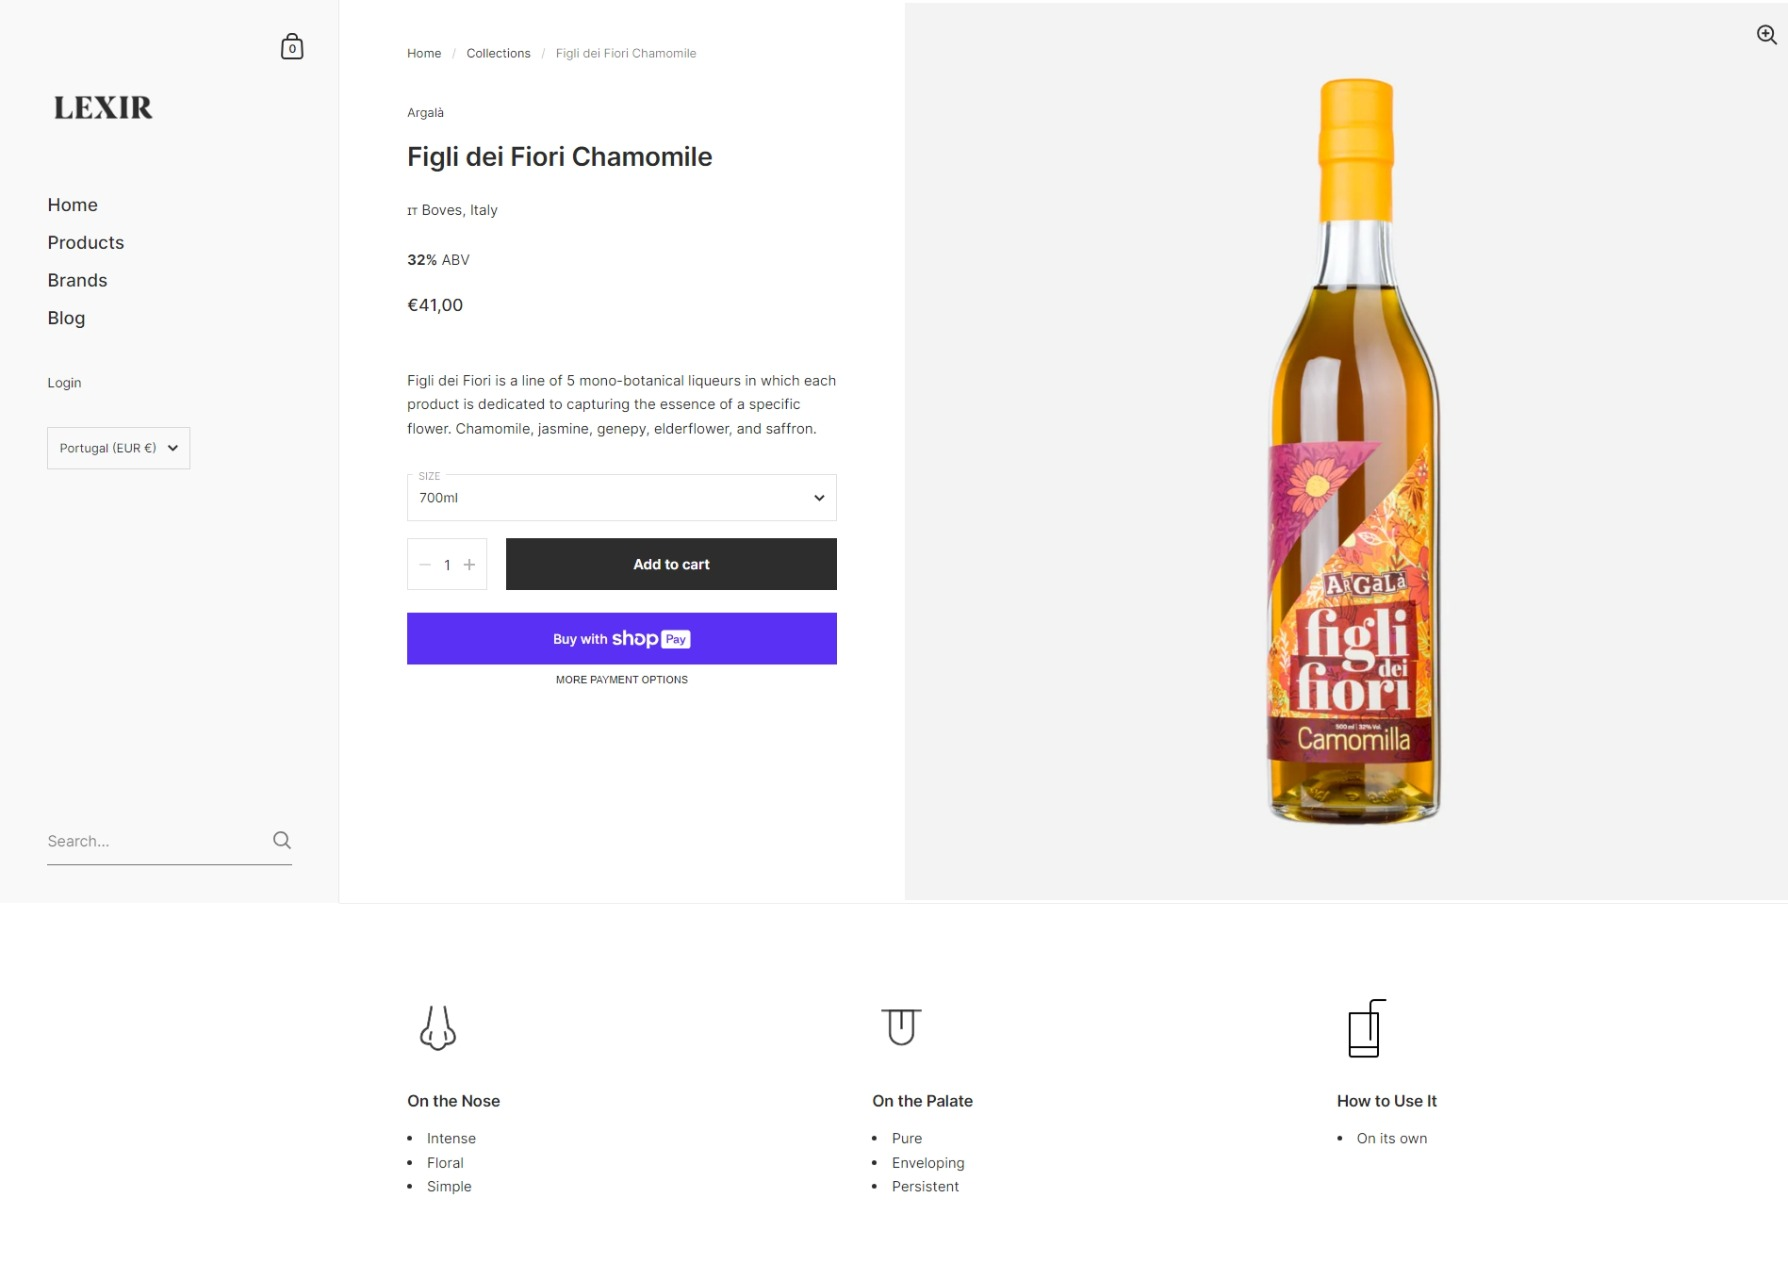 0
LEXIR
Home
Products
Brands
Blog
Login
Portugal (EUR €)
Search...
Home / Collections / Figli dei Fiori Chamomile
Argalà
Figli dei Fiori Chamomile
IT Boves, Italy
32% ABV
€41,00
Figli dei Fiori is a line of 5 mono-botanical liqueurs in which each
product is dedicated to capturing the essence of a specific
flower. Chamomile, jasmine, genepy, elderflower, and saffron.
SIZE
700ml
1
Add to cart
Buy with shop Pay
MORE PAYMENT OPTIONS
ARGaLà
figli
dei
fiori
500 ml | 32% Vol
Camomilla
On the Nose
• Intense
• Floral
• Simple
On the Palate
• Pure
• Enveloping
• Persistent
How to Use It
• On its own